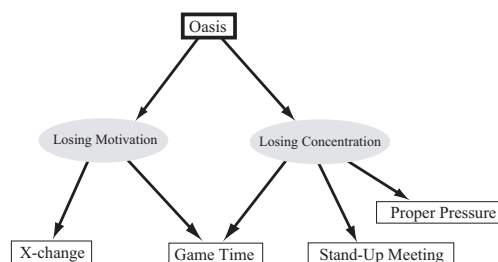 Oasis
Losing Motivation
Losing Concentration
Proper Pressure
X-change
Game Time
Stand-Up Meeting